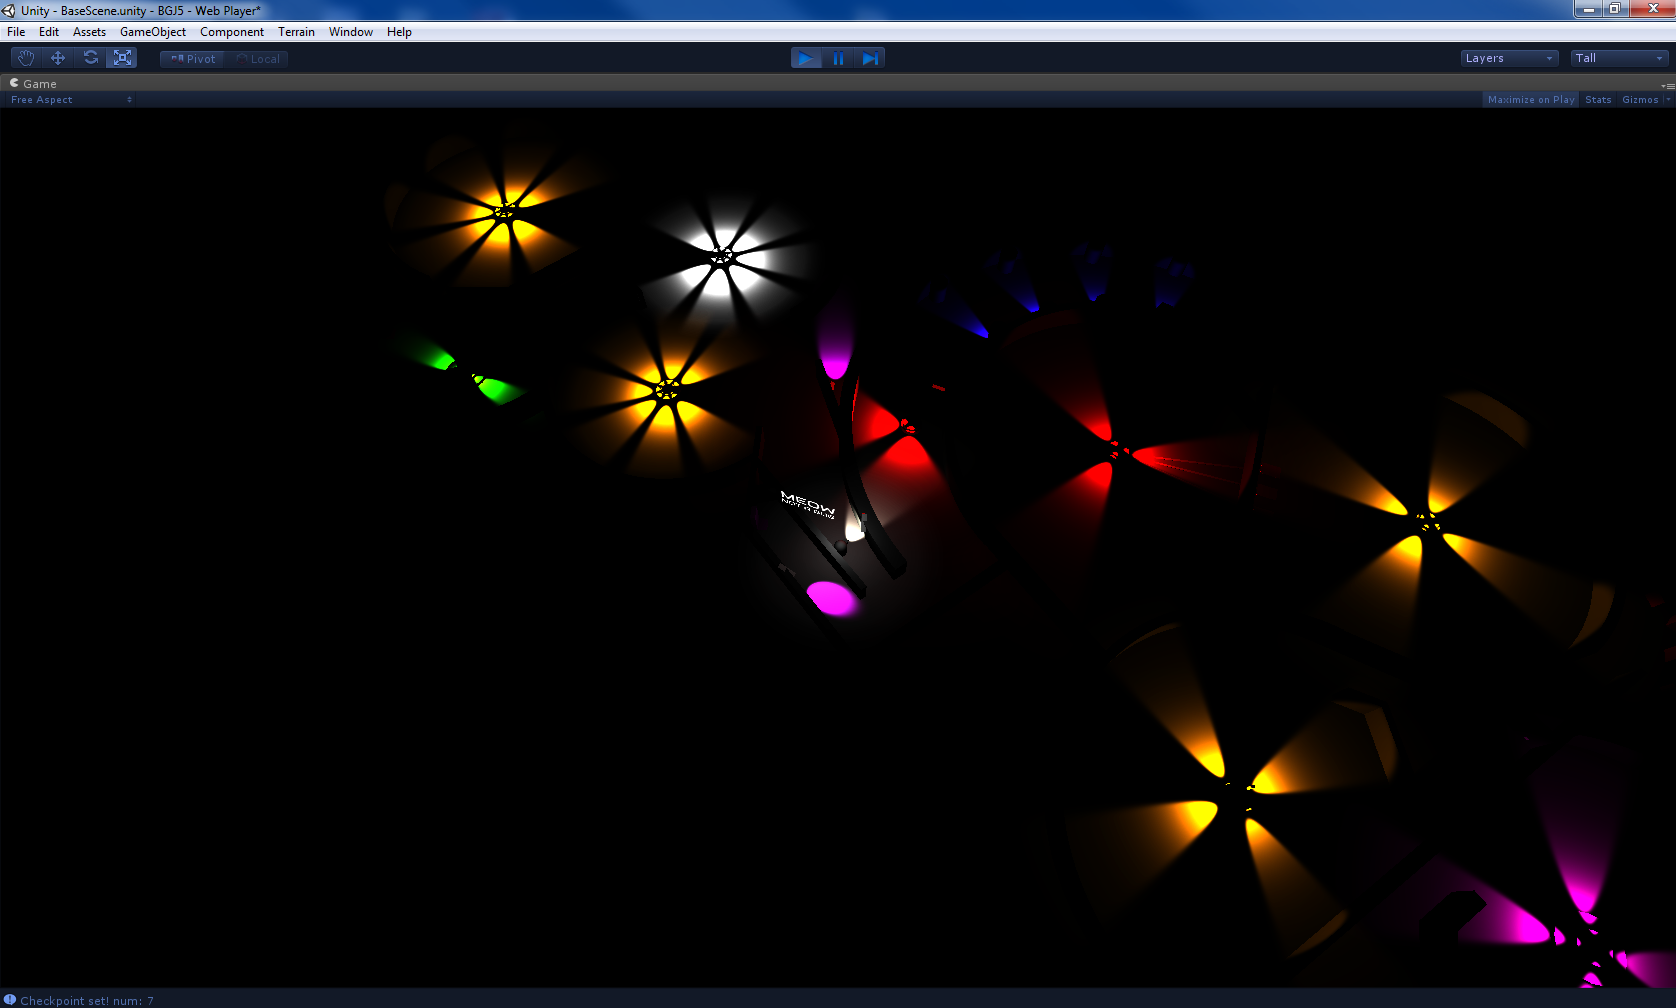 Unity - BaseScene.unity - BGJ5 - Web Player*
File Edit Assets GameObject Component Terrain Window Help
Pivot Local Layers Tall
Game
Free Aspect Maximize on Play Stats Gizmos
MEOW
Checkpoint set! num: 7